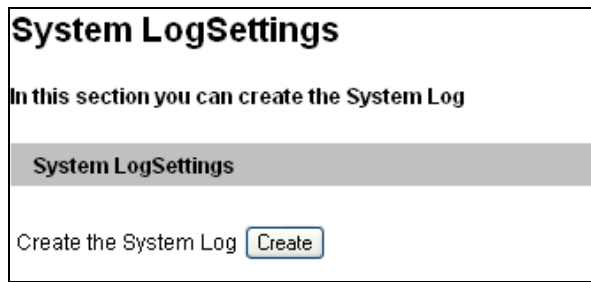 System LogSettings
In this section you can create the System Log
System LogSettings
Create the System Log Create